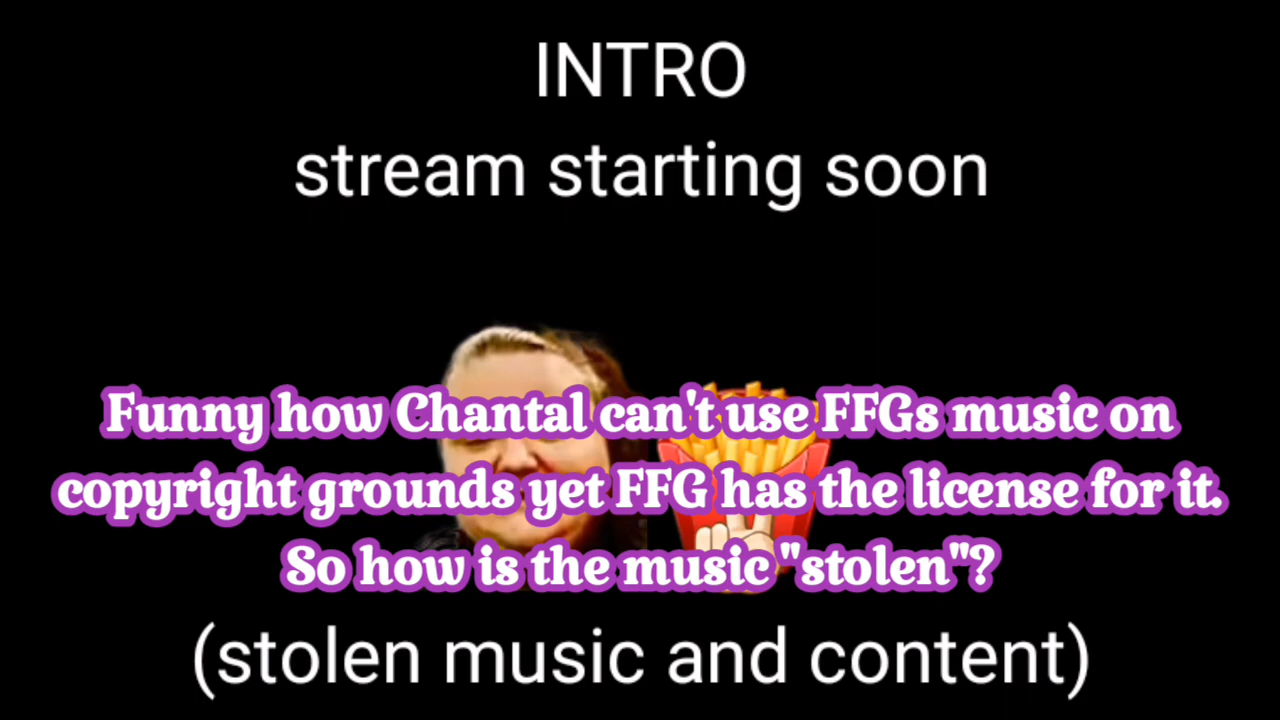 INTRO
stream starting soon
Funny how Chantal can't use FFGs music on
copyright grounds yet FFG has the license for it.
So how is the music "stolen"?
(stolen music and content)